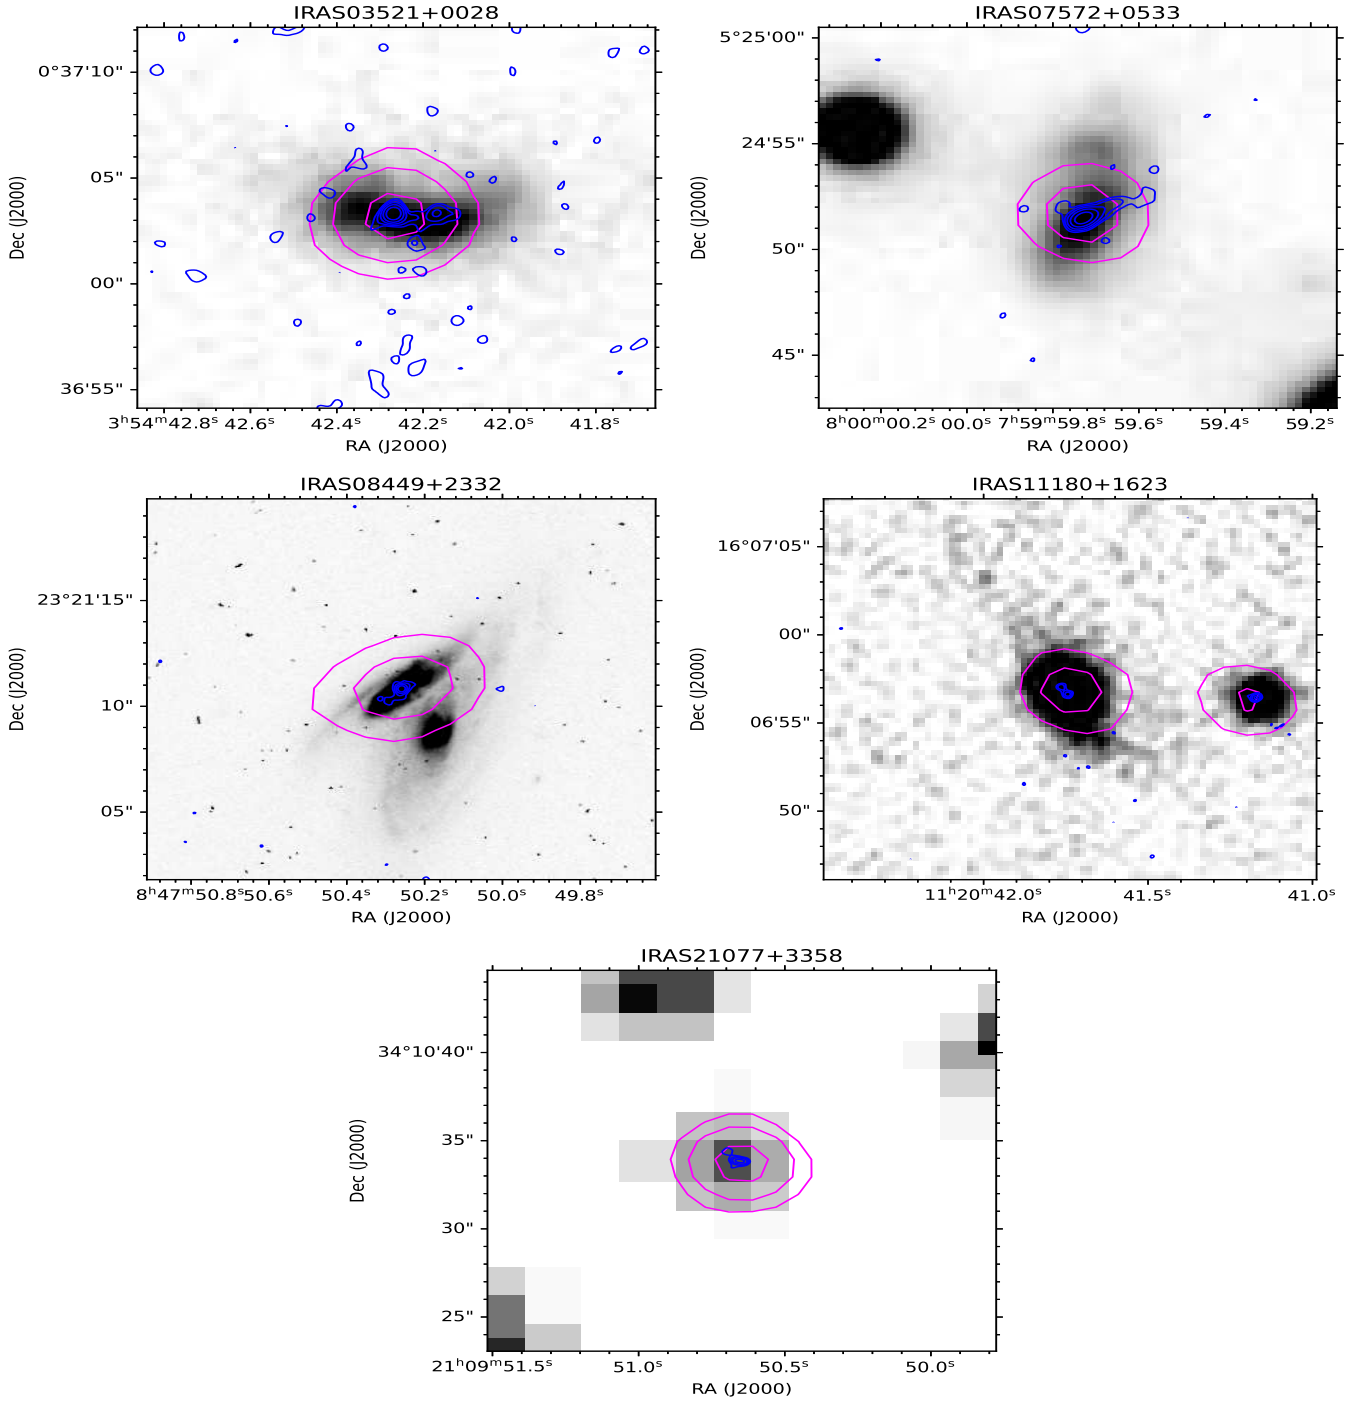 IRAS03521+0028
IRAS07572+0533
0°37'10"
05"
00"
36'55"
Dec (J2000)
3ʰ54ᵐ42.8ˢ 42.6ˢ 42.4ˢ 42.2ˢ 42.0ˢ 41.8ˢ
RA (J2000)
5°25'00"
24'55"
50"
45"
Dec (J2000)
8ʰ00ᵐ00.2ˢ 00.0ˢ 7ʰ59ᵐ59.8ˢ 59.6ˢ 59.4ˢ 59.2ˢ
RA (J2000)
IRAS08449+2332
IRAS11180+1623
23°21'15"
10"
05"
Dec (J2000)
8ʰ47ᵐ50.8ˢ 50.6ˢ 50.4ˢ 50.2ˢ 50.0ˢ 49.8ˢ
RA (J2000)
16°07'05"
00"
06'55"
50"
Dec (J2000)
11ʰ20ᵐ42.0ˢ 41.5ˢ 41.0ˢ
RA (J2000)
IRAS21077+3358
34°10'40"
35"
30"
25"
Dec (J2000)
21ʰ09ᵐ51.5ˢ 51.0ˢ 50.5ˢ 50.0ˢ
RA (J2000)